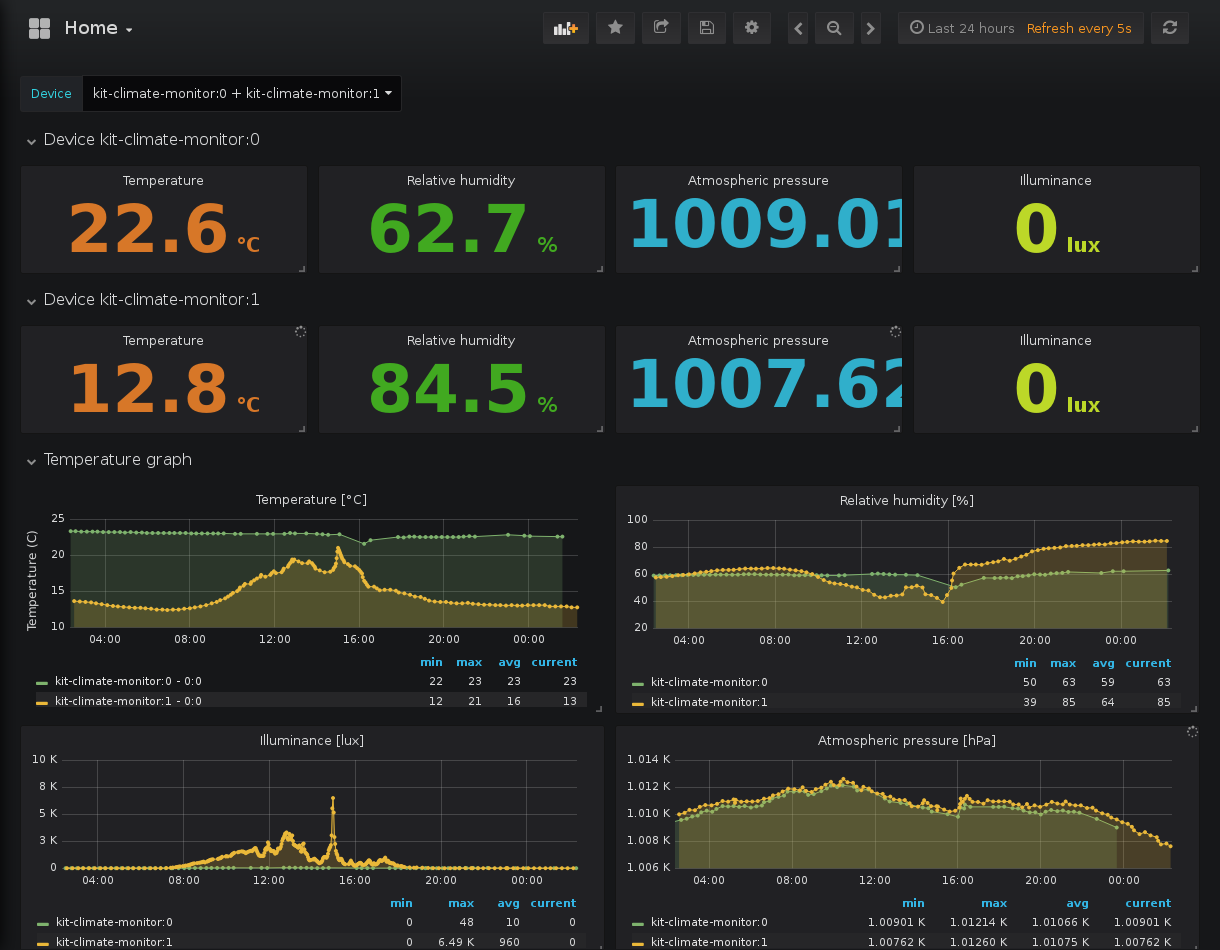 Home
Last 24 hours Refresh every 5s
Device kit-climate-monitor:0 + kit-climate-monitor:1
Device kit-climate-monitor:0
Temperature Relative humidity Atmospheric pressure Illuminance
22.6 °C 62.7 % 1009.01 0 lux
Device kit-climate-monitor:1
Temperature Relative humidity Atmospheric pressure Illuminance
12.8 °C 84.5 % 1007.62 0 lux
Temperature graph
Temperature [°C]
Temperature (C)
25
20
15
10
04:00 08:00 12:00 16:00 20:00 00:00
min max avg current
kit-climate-monitor:0 - 0:0 22 23 23 23
kit-climate-monitor:1 - 0:0 12 21 16 13
Relative humidity [%]
100
80
60
40
20
04:00 08:00 12:00 16:00 20:00 00:00
min max avg current
kit-climate-monitor:0 50 63 59 63
kit-climate-monitor:1 39 85 64 85
Illuminance [lux]
10 K
8 K
5 K
3 K
0
04:00 08:00 12:00 16:00 20:00 00:00
min max avg current
kit-climate-monitor:0 0 48 10 0
kit-climate-monitor:1 0 6.49 K 960 0
Atmospheric pressure [hPa]
1.014 K
1.012 K
1.010 K
1.008 K
1.006 K
04:00 08:00 12:00 16:00 20:00 00:00
min max avg current
kit-climate-monitor:0 1.00901 K 1.01214 K 1.01066 K 1.00901 K
kit-climate-monitor:1 1.00762 K 1.01260 K 1.01075 K 1.00762 K